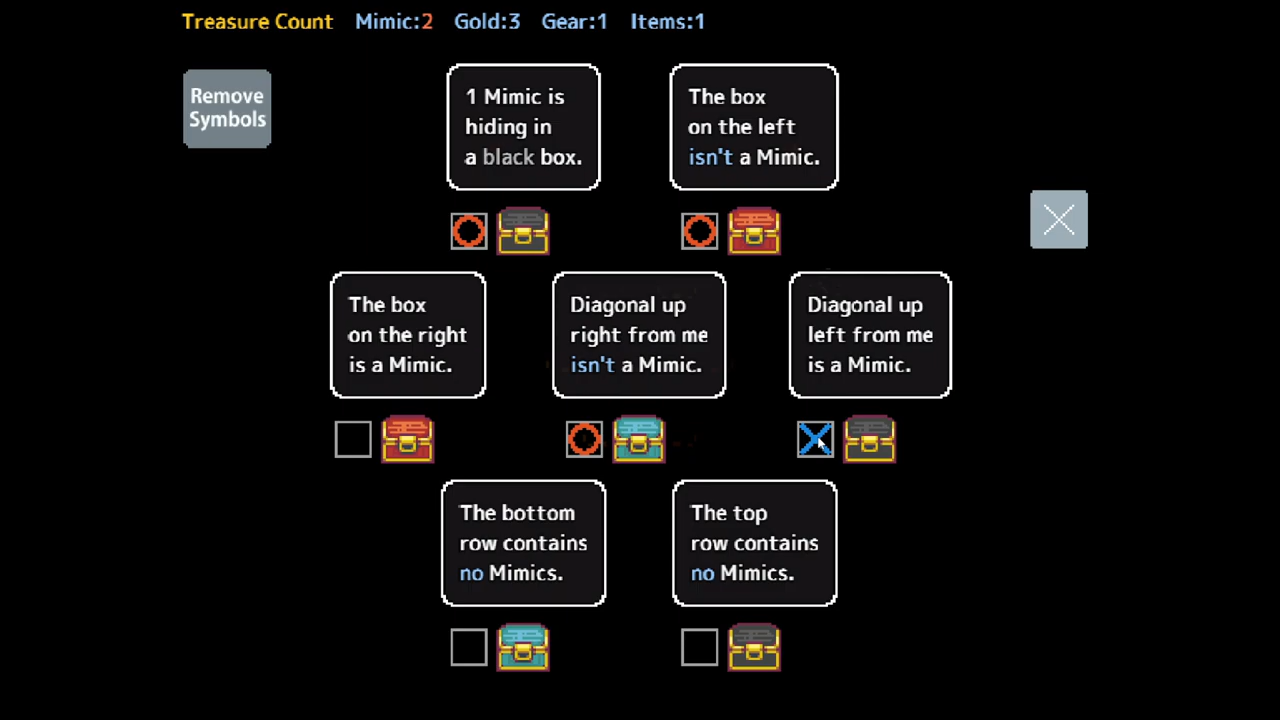 Treasure Count Mimic:2 Gold:3 Gear:1 Items:1
Remove
Symbols
1 Mimic is
hiding in
a black box.
The box
on the left
isn't a Mimic.
The box
on the right
is a Mimic.
Diagonal up
right from me
isn't a Mimic.
Diagonal up
left from me
is a Mimic.
The bottom
row contains
no Mimics.
The top
row contains
no Mimics.